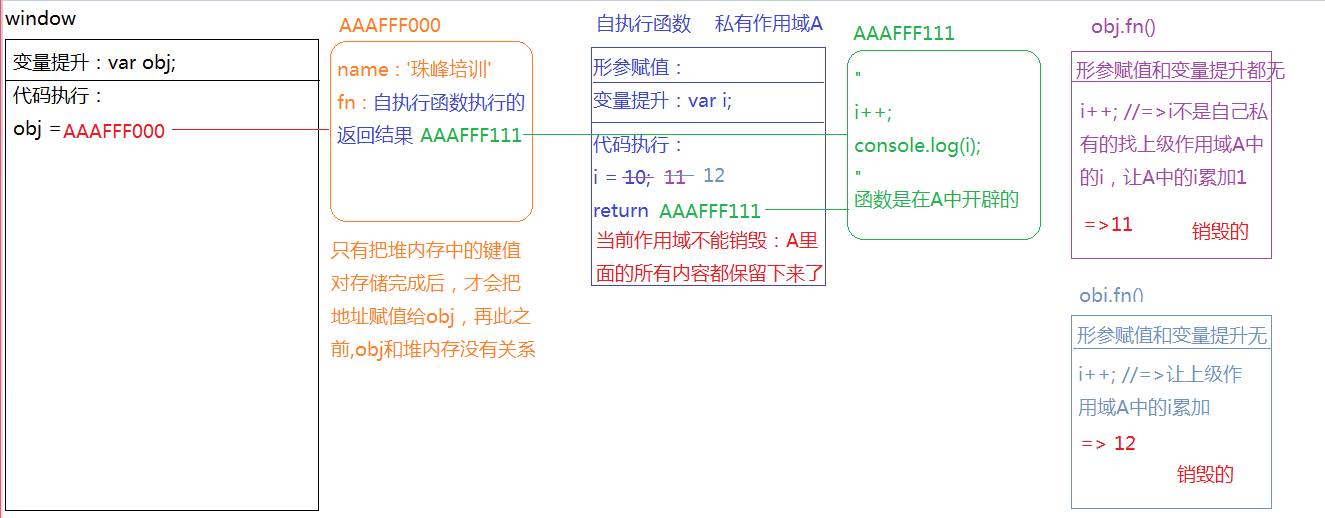 window
变量提升：var obj;
代码执行：
obj =AAAFFF000
AAAFFF000
name：'珠峰培训'
fn：自执行函数执行的
返回结果 AAAFFF111
只有把堆内存中的键值
对存储完成后，才会把
地址赋值给obj，再此之
前,obj和堆内存没有关系
自执行函数 私有作用域A
形参赋值：
变量提升：var i;
代码执行：
i = 10; 11 12
return AAAFFF111
当前作用域不能销毁：A里
面的所有内容都保留下来了
AAAFFF111
"
i++;
console.log(i);
"
函数是在A中开辟的
obj.fn()
形参赋值和变量提升都无
i++; //=>i不是自己私
有的找上级作用域A中
的i，让A中的i累加1
=>11
销毁的
obj.fn()
形参赋值和变量提升无
i++; //=>让上级作
用域A中的i累加
=> 12
销毁的